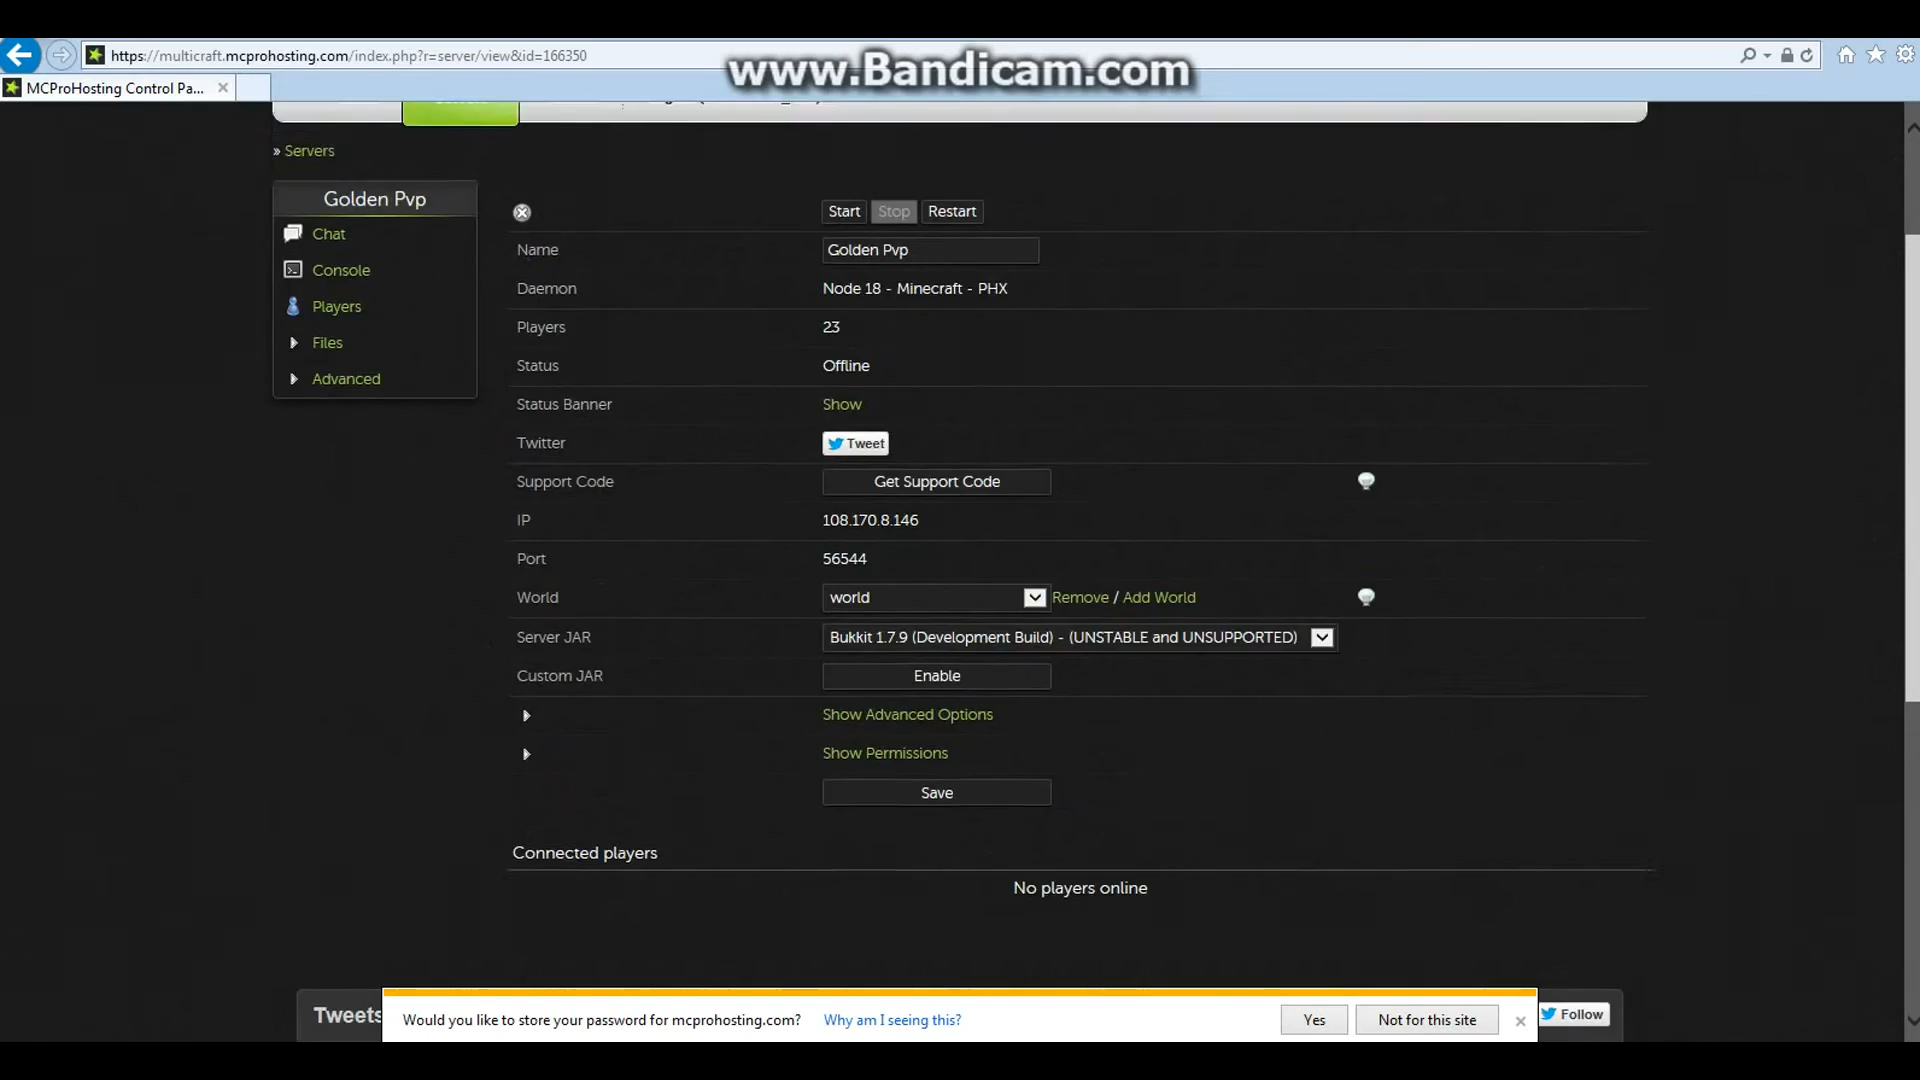 https://multicraft.mcprohosting.com/index.php?r=server/view&id=166350
www.Bandicam.com
MCProHosting Control Pa...
» Servers
Golden Pvp
Chat
Console
Players
Files
Advanced
Start Stop Restart
Name Golden Pvp
Daemon Node 18 - Minecraft - PHX
Players 23
Status Offline
Status Banner Show
Twitter Tweet
Support Code Get Support Code
IP 108.170.8.146
Port 56544
World world Remove / Add World
Server JAR Bukkit 1.7.9 (Development Build) - (UNSTABLE and UNSUPPORTED)
Custom JAR Enable
Show Advanced Options
Show Permissions
Save
Connected players
No players online
Tweets
Would you like to store your password for mcprohosting.com? Why am I seeing this? Yes Not for this site
Follow